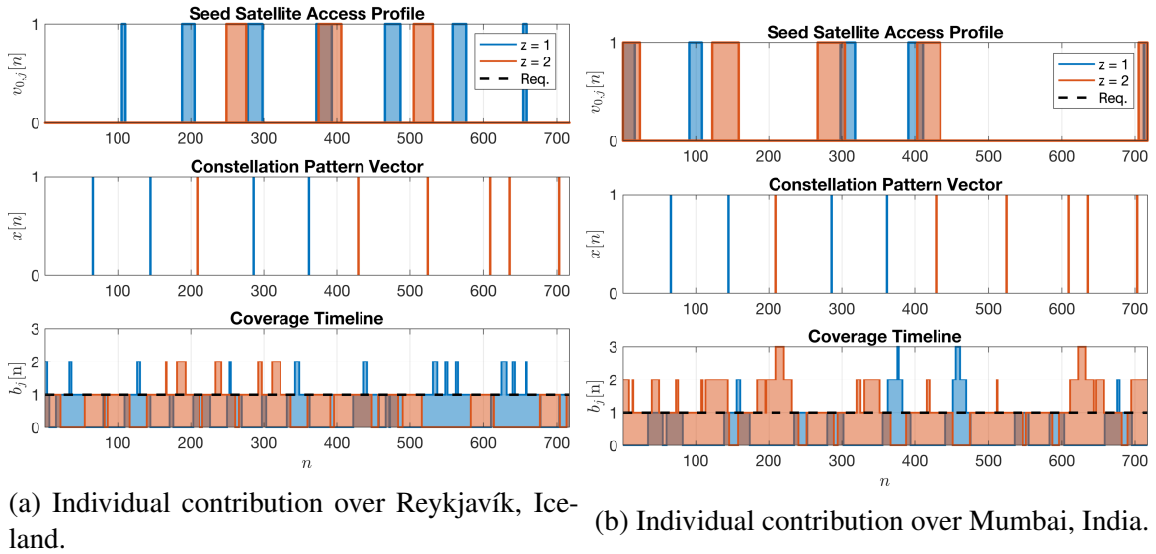 Seed Satellite Access Profile
1
0
v₀,ⱼ[n]
z = 1
z = 2
Req.
100 200 300 400 500 600 700
Constellation Pattern Vector
1
0
x[n]
100 200 300 400 500 600 700
Coverage Timeline
3
2
1
0
bⱼ[n]
100 200 300 400 500 600 700
n
(a) Individual contribution over Reykjavík, Ice-
land.
Seed Satellite Access Profile
1
0
v₀,ⱼ[n]
z = 1
z = 2
Req.
100 200 300 400 500 600 700
Constellation Pattern Vector
1
0
x[n]
100 200 300 400 500 600 700
Coverage Timeline
3
2
1
0
bⱼ[n]
100 200 300 400 500 600 700
n
(b) Individual contribution over Mumbai, India.